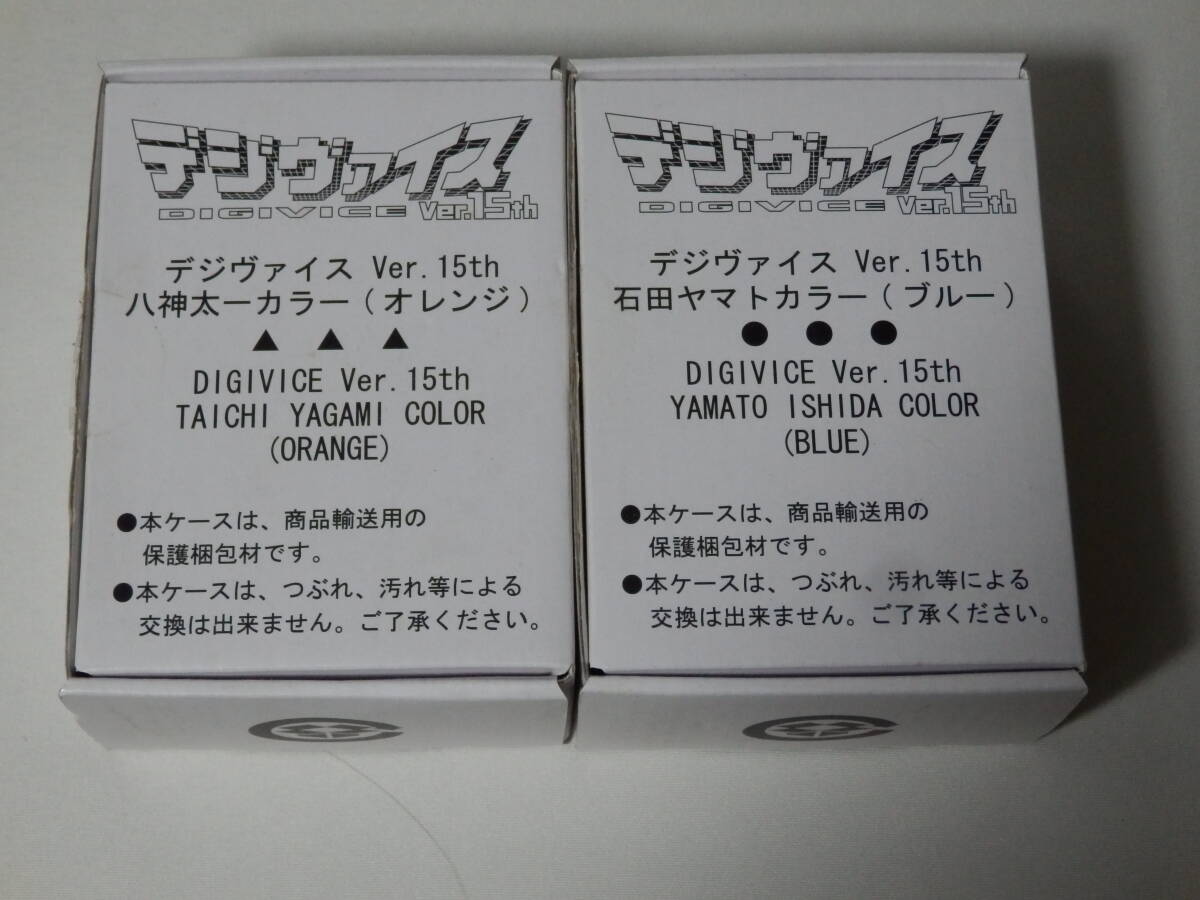 デジヴァイス
DIGIVICE Ver.15th
デジヴァイス Ver.15th
八神太一カラー(オレンジ)
▲ ▲ ▲
DIGIVICE Ver.15th
TAICHI YAGAMI COLOR
(ORANGE)
●本ケースは、商品輸送用の
保護梱包材です。
●本ケースは、つぶれ、汚れ等による
交換は出来ません。ご了承ください。
デジヴァイス
DIGIVICE Ver.15th
デジヴァイス Ver.15th
石田ヤマトカラー(ブルー)
● ● ●
DIGIVICE Ver.15th
YAMATO ISHIDA COLOR
(BLUE)
●本ケースは、商品輸送用の
保護梱包材です。
●本ケースは、つぶれ、汚れ等による
交換は出来ません。ご了承ください。